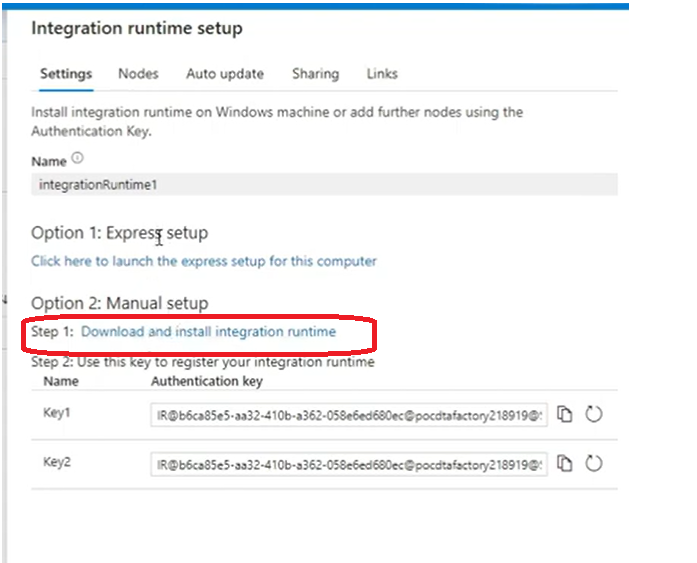 Integration runtime setup
Settings Nodes Auto update Sharing Links
Install integration runtime on Windows machine or add further nodes using the
Authentication Key.
Name
integrationRuntime1
Option 1: Express setup
Click here to launch the express setup for this computer
Option 2: Manual setup
Step 1: Download and install integration runtime
Step 2: Use this key to register your integration runtime
Name Authentication key
Key1 IR@b6ca85e5-aa32-410b-a362-058e6ed680ec@pocdtafactory218919@
Key2 IR@b6ca85e5-aa32-410b-a362-058e6ed680ec@pocdtafactory218919@